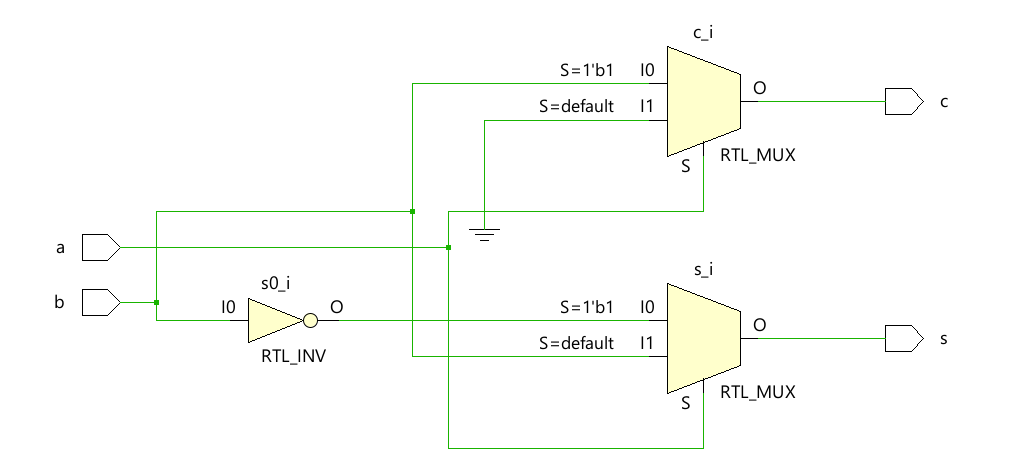 c_i
S=1'b1 I0
S=default I1
O
c
S
RTL_MUX
a
b
s0_i
I0
O
RTL_INV
s_i
S=1'b1 I0
S=default I1
O
s
S
RTL_MUX